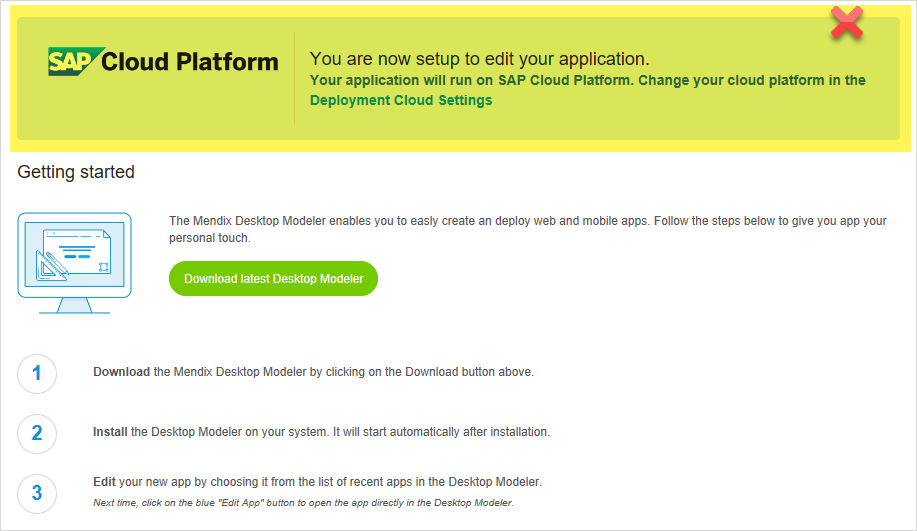 SAP Cloud Platform
You are now setup to edit your application.
Your application will run on SAP Cloud Platform. Change your cloud platform in the
Deployment Cloud Settings
Getting started
The Mendix Desktop Modeler enables you to easly create an deploy web and mobile apps. Follow the steps below to give you app your
personal touch.
Download latest Desktop Modeler
1
Download the Mendix Desktop Modeler by clicking on the Download button above.
2
Install the Desktop Modeler on your system. It will start automatically after installation.
3
Edit your new app by choosing it from the list of recent apps in the Desktop Modeler.
Next time, click on the blue "Edit App" button to open the app directly in the Desktop Modeler.